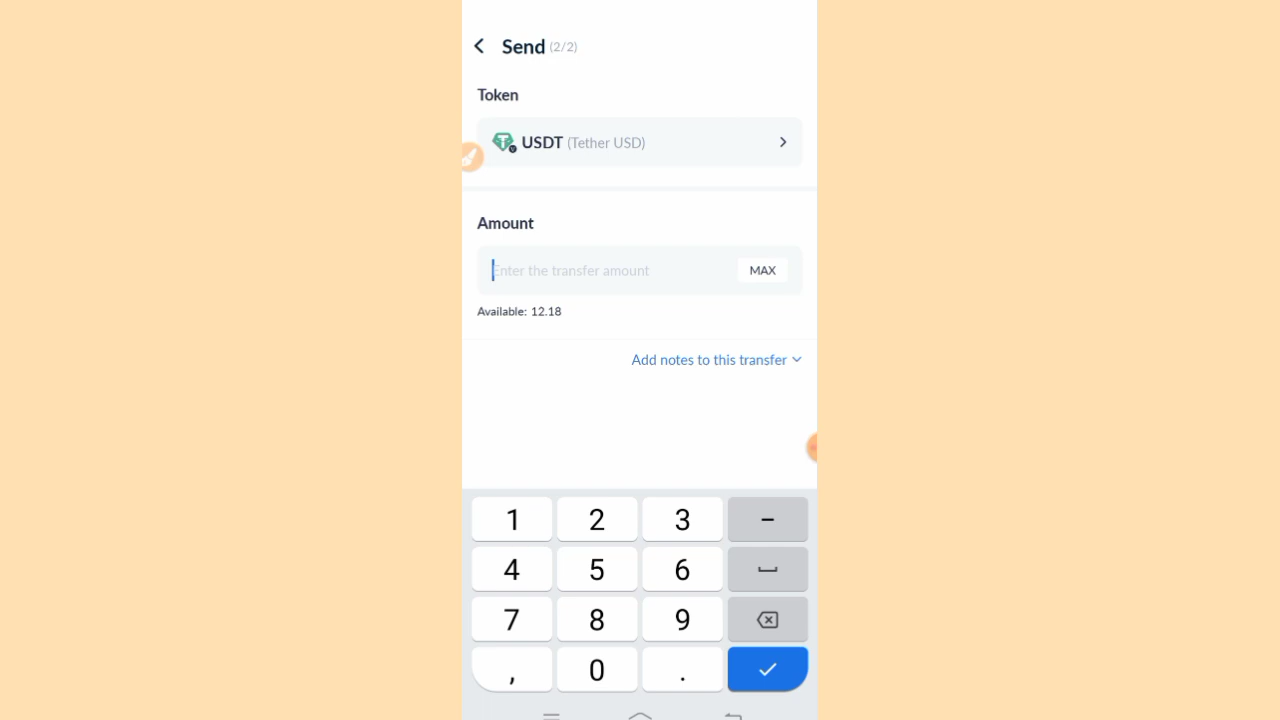 Send (2/2)
Token
USDT (Tether USD)
Amount
Enter the transfer amount
MAX
Available: 12.18
Add notes to this transfer
1 2 3 -
4 5 6
7 8 9
, 0 .